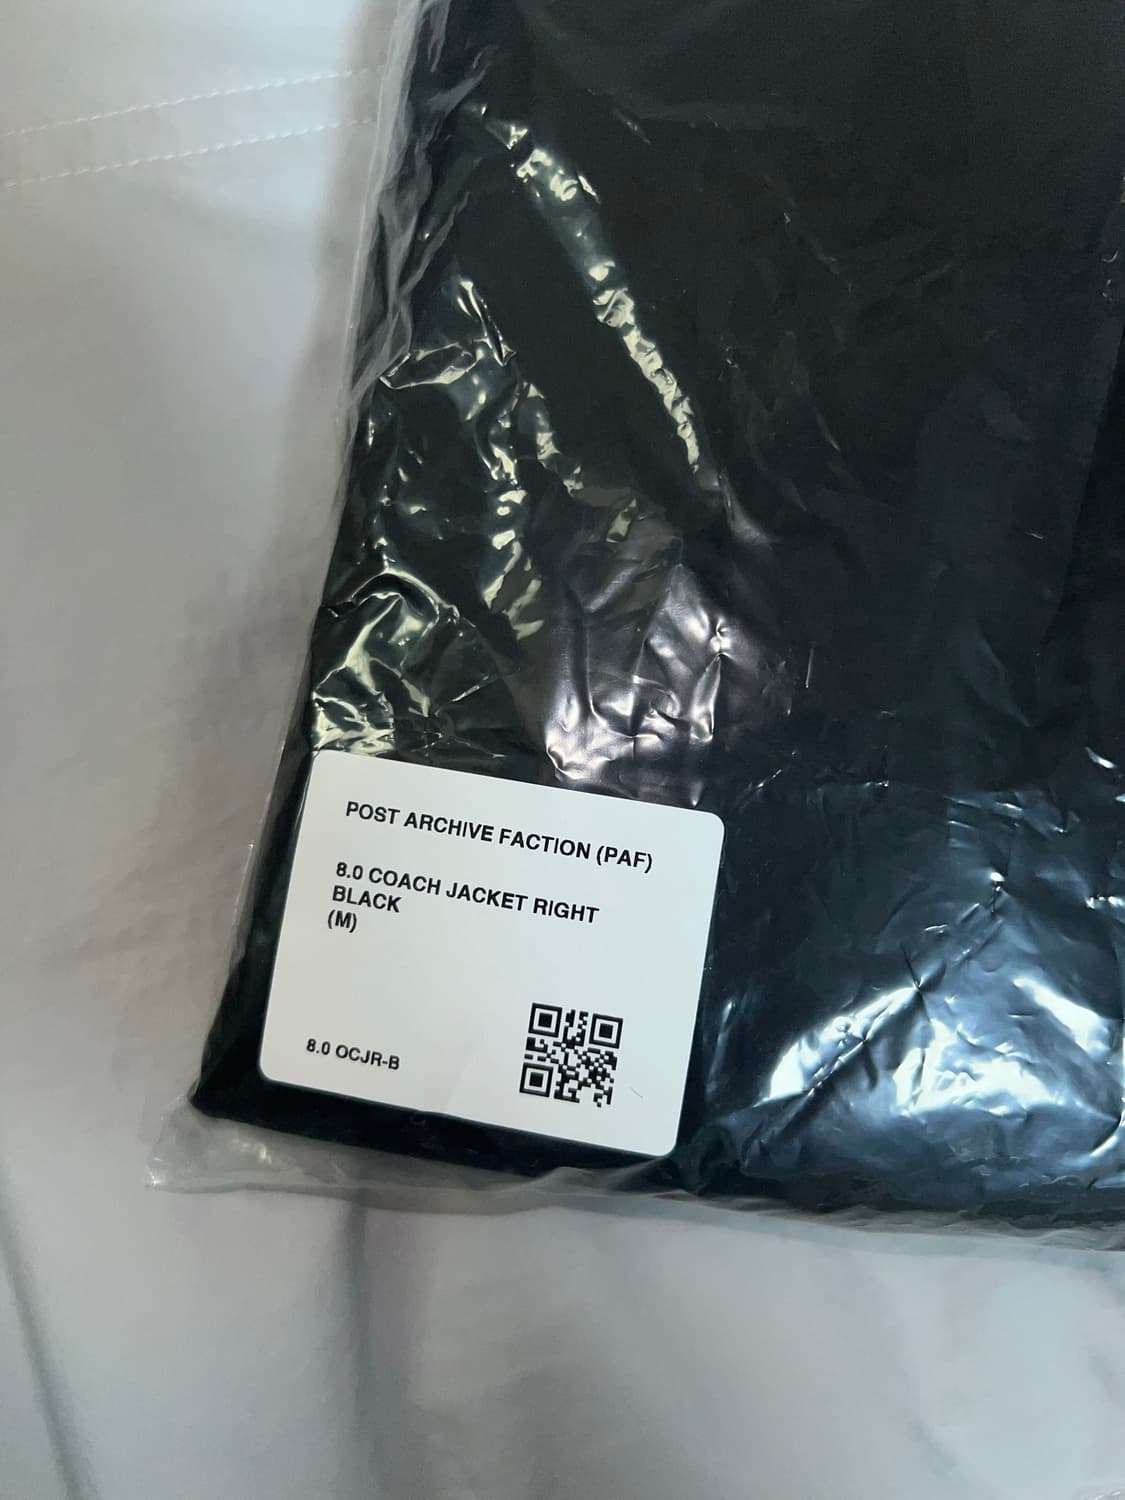 POST ARCHIVE FACTION (PAF)
8.0 COACH JACKET RIGHT
BLACK
(M)
8.0 OCJR-B